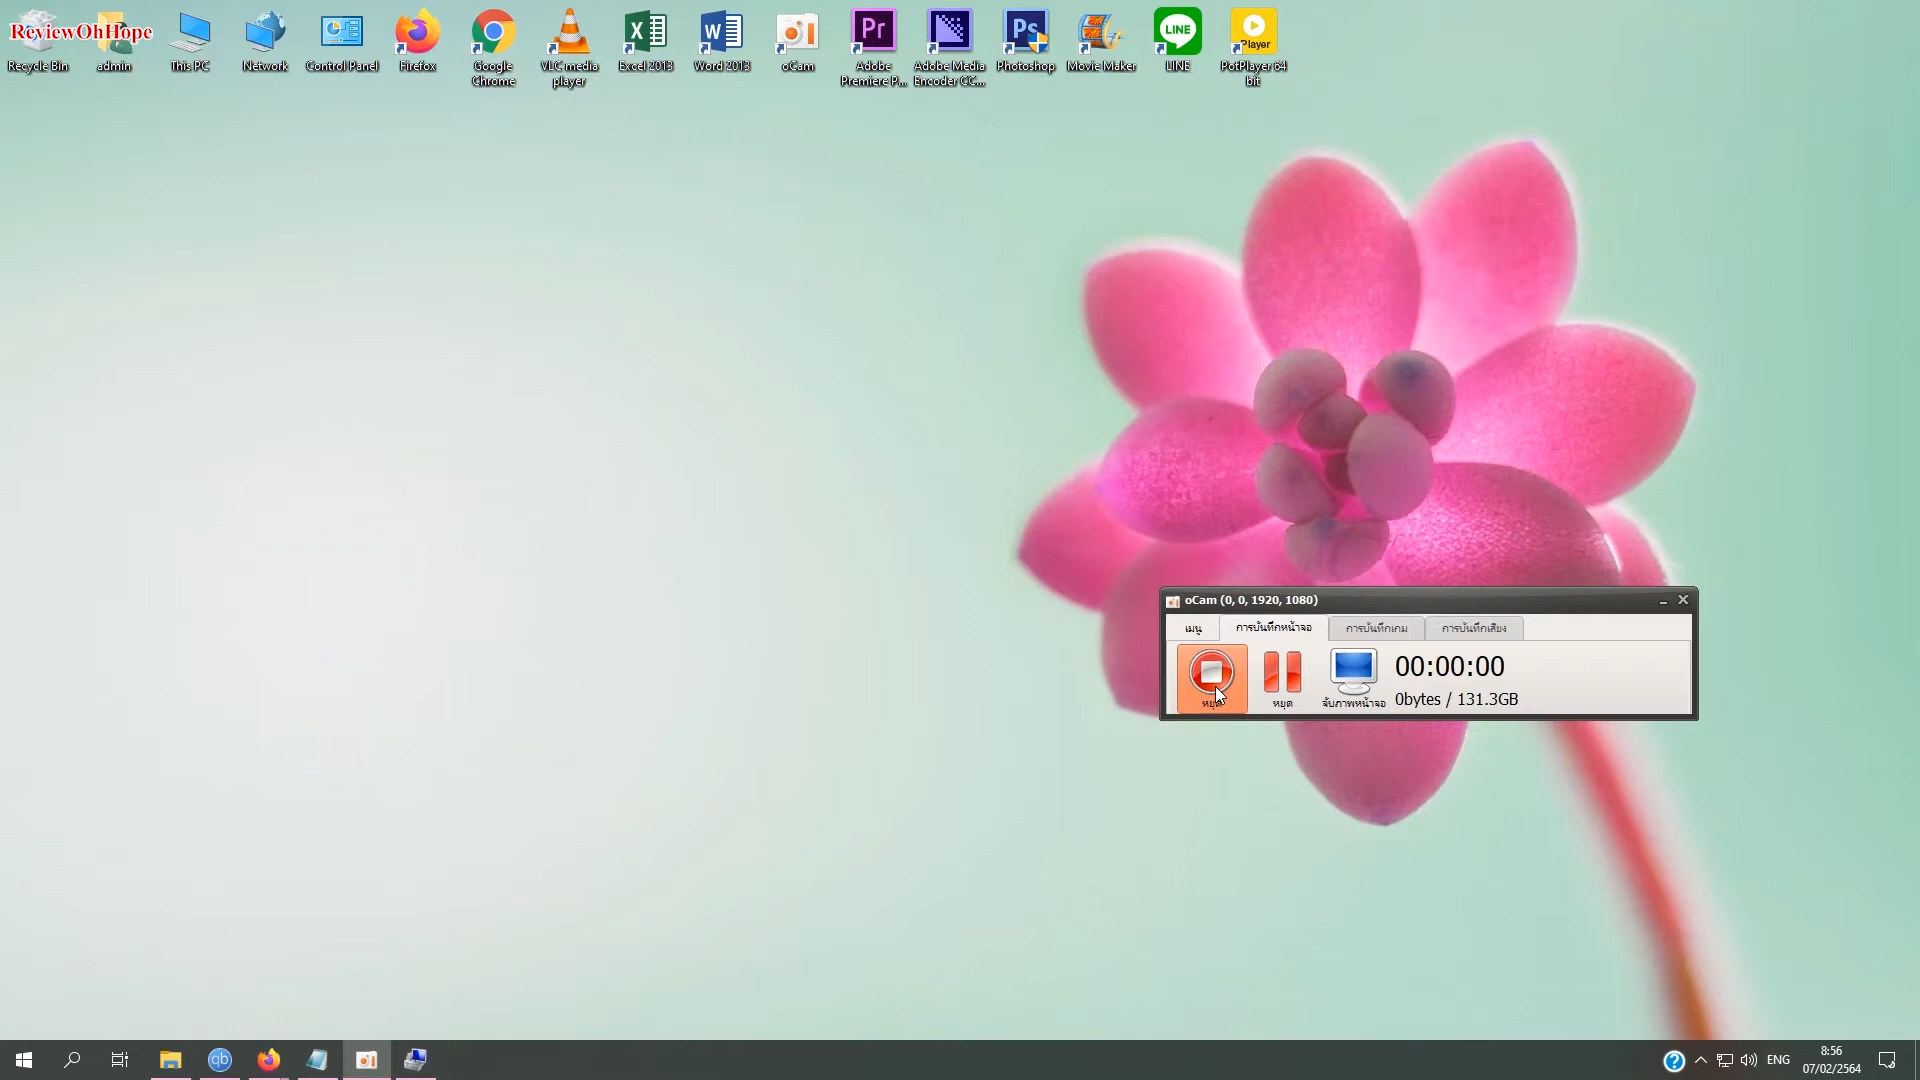 ReviewOhHope
Recycle Bin
admin
This PC
Network
Control Panel
Firefox
Google
Chrome
VLC media
player
Excel 2013
Word 2013
oCam
Adobe
Premiere P...
Adobe Media
Encoder CC...
Photoshop
Movie Maker
LINE
PotPlayer 64
bit
X
W
Pr
Ps
LINE
Player
oCam (0, 0, 1920, 1080)
เมนู
การบันทึกหน้าจอ
การบันทึกเกม
การบันทึกเสียง
หยุด
หยุด
จับภาพหน้าจอ
00:00:00
0bytes / 131.3GB
qb
ENG
8:56
07/02/2564